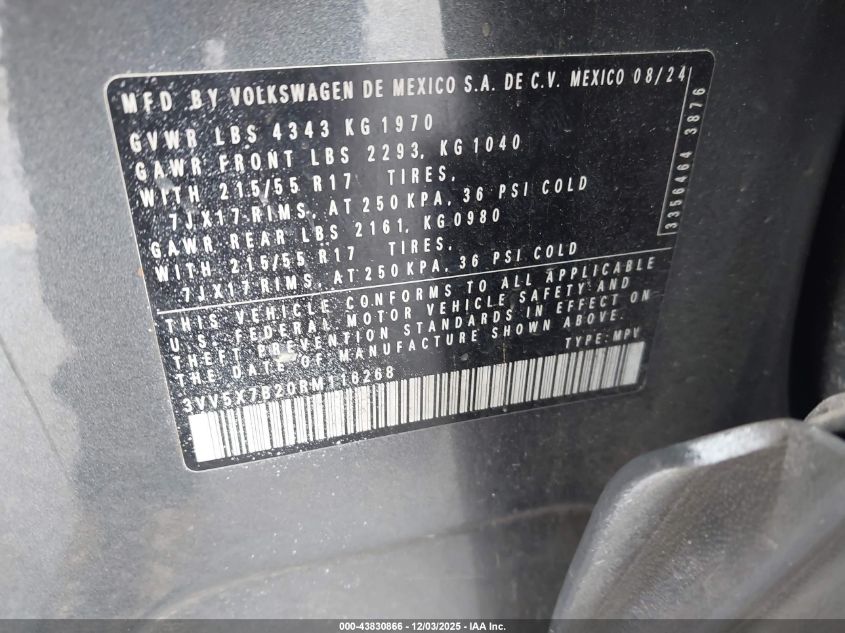 MFD BY VOLKSWAGEN DE MEXICO S.A. DE C.V. MEXICO 08/24
GVWR LBS 4343 KG 1970
GAWR FRONT LBS 2293, KG 1040
WITH 215/55 R17 TIRES,
7JX17 RIMS, AT 250 KPA, 36 PSI COLD
GAWR REAR LBS 2161, KG 0980
WITH 215/55 R17 TIRES,
7JX17 RIMS, AT 250 KPA, 36 PSI COLD
3356464 3876
THIS VEHICLE CONFORMS TO ALL APPLICABLE
U.S. FEDERAL MOTOR VEHICLE SAFETY AND
THEFT PREVENTION STANDARDS IN EFFECT ON
THE DATE OF MANUFACTURE SHOWN ABOVE.
3VV5X7B20RM116268 TYPE: MPV
000-43830866 - 12/03/2025 - IAA Inc.